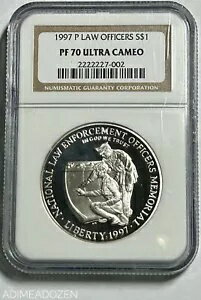 1997 P LAW OFFICERS S$1
PF 70 ULTRA CAMEO
2222227-002
NUMISMATIC GUARANTY CORPORATION
NATIONAL LAW ENFORCEMENT OFFICERS MEMORIAL
IN GOD WE TRUST
LIBERTY · 1997
ADIMEADOZEN